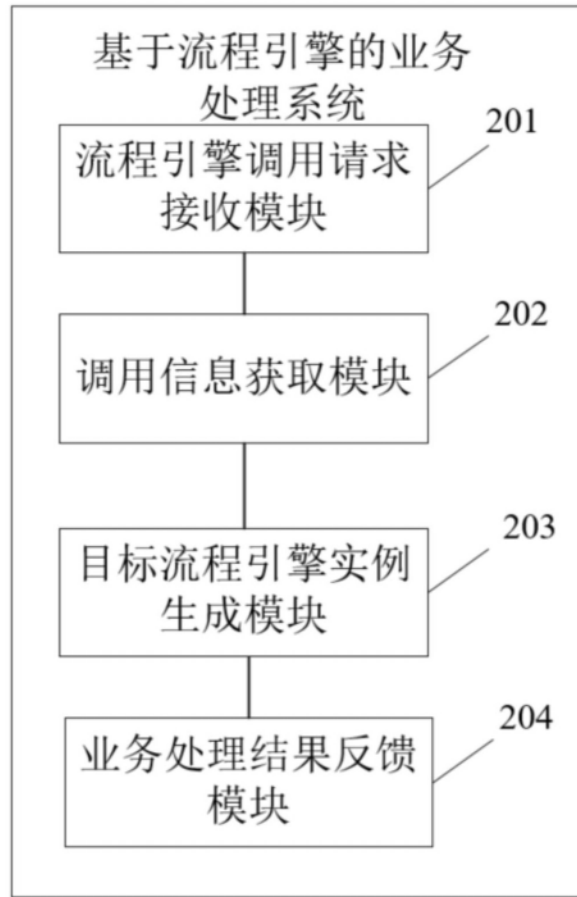 基于流程引擎的业务
处理系统
201
流程引擎调用请求
接收模块
202
调用信息获取模块
203
目标流程引擎实例
生成模块
204
业务处理结果反馈
模块